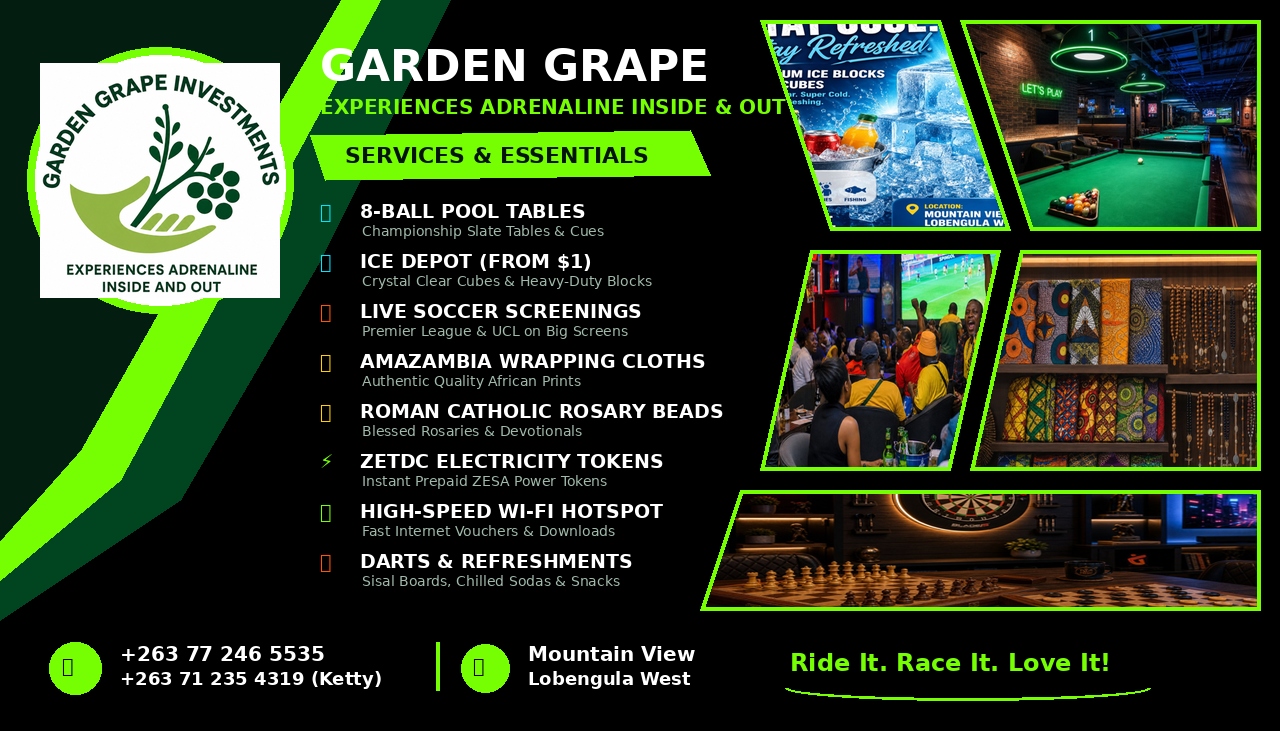 GARDEN GRAPE INVESTMENTS
EXPERIENCES ADRENALINE
INSIDE AND OUT
GARDEN GRAPE
EXPERIENCES ADRENALINE INSIDE & OUT
SERVICES & ESSENTIALS
8-BALL POOL TABLES
Championship Slate Tables & Cues
ICE DEPOT (FROM $1)
Crystal Clear Cubes & Heavy-Duty Blocks
LIVE SOCCER SCREENINGS
Premier League & UCL on Big Screens
AMAZAMBIA WRAPPING CLOTHS
Authentic Quality African Prints
ROMAN CATHOLIC ROSARY BEADS
Blessed Rosaries & Devotionals
⚡ ZETDC ELECTRICITY TOKENS
Instant Prepaid ZESA Power Tokens
HIGH-SPEED WI-FI HOTSPOT
Fast Internet Vouchers & Downloads
DARTS & REFRESHMENTS
Sisal Boards, Chilled Sodas & Snacks
Refreshed.
ICE BLOCKS
CUBES
Super Cold.
FISHING
LOCATION:
MOUNTAIN VIE
LOBENGULA W
1
2
LET'S PLAY
+263 77 246 5535
+263 71 235 4319 (Ketty)
Mountain View
Lobengula West
Ride It. Race It. Love It!